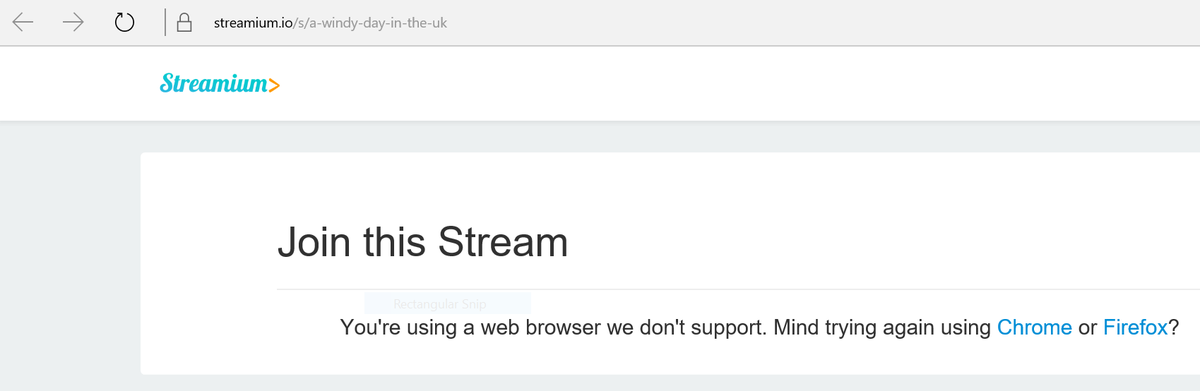 streamium.io/s/a-windy-day-in-the-uk
Streamium>
Join this Stream
Rectangular Snip
You're using a web browser we don't support. Mind trying again using Chrome or Firefox?